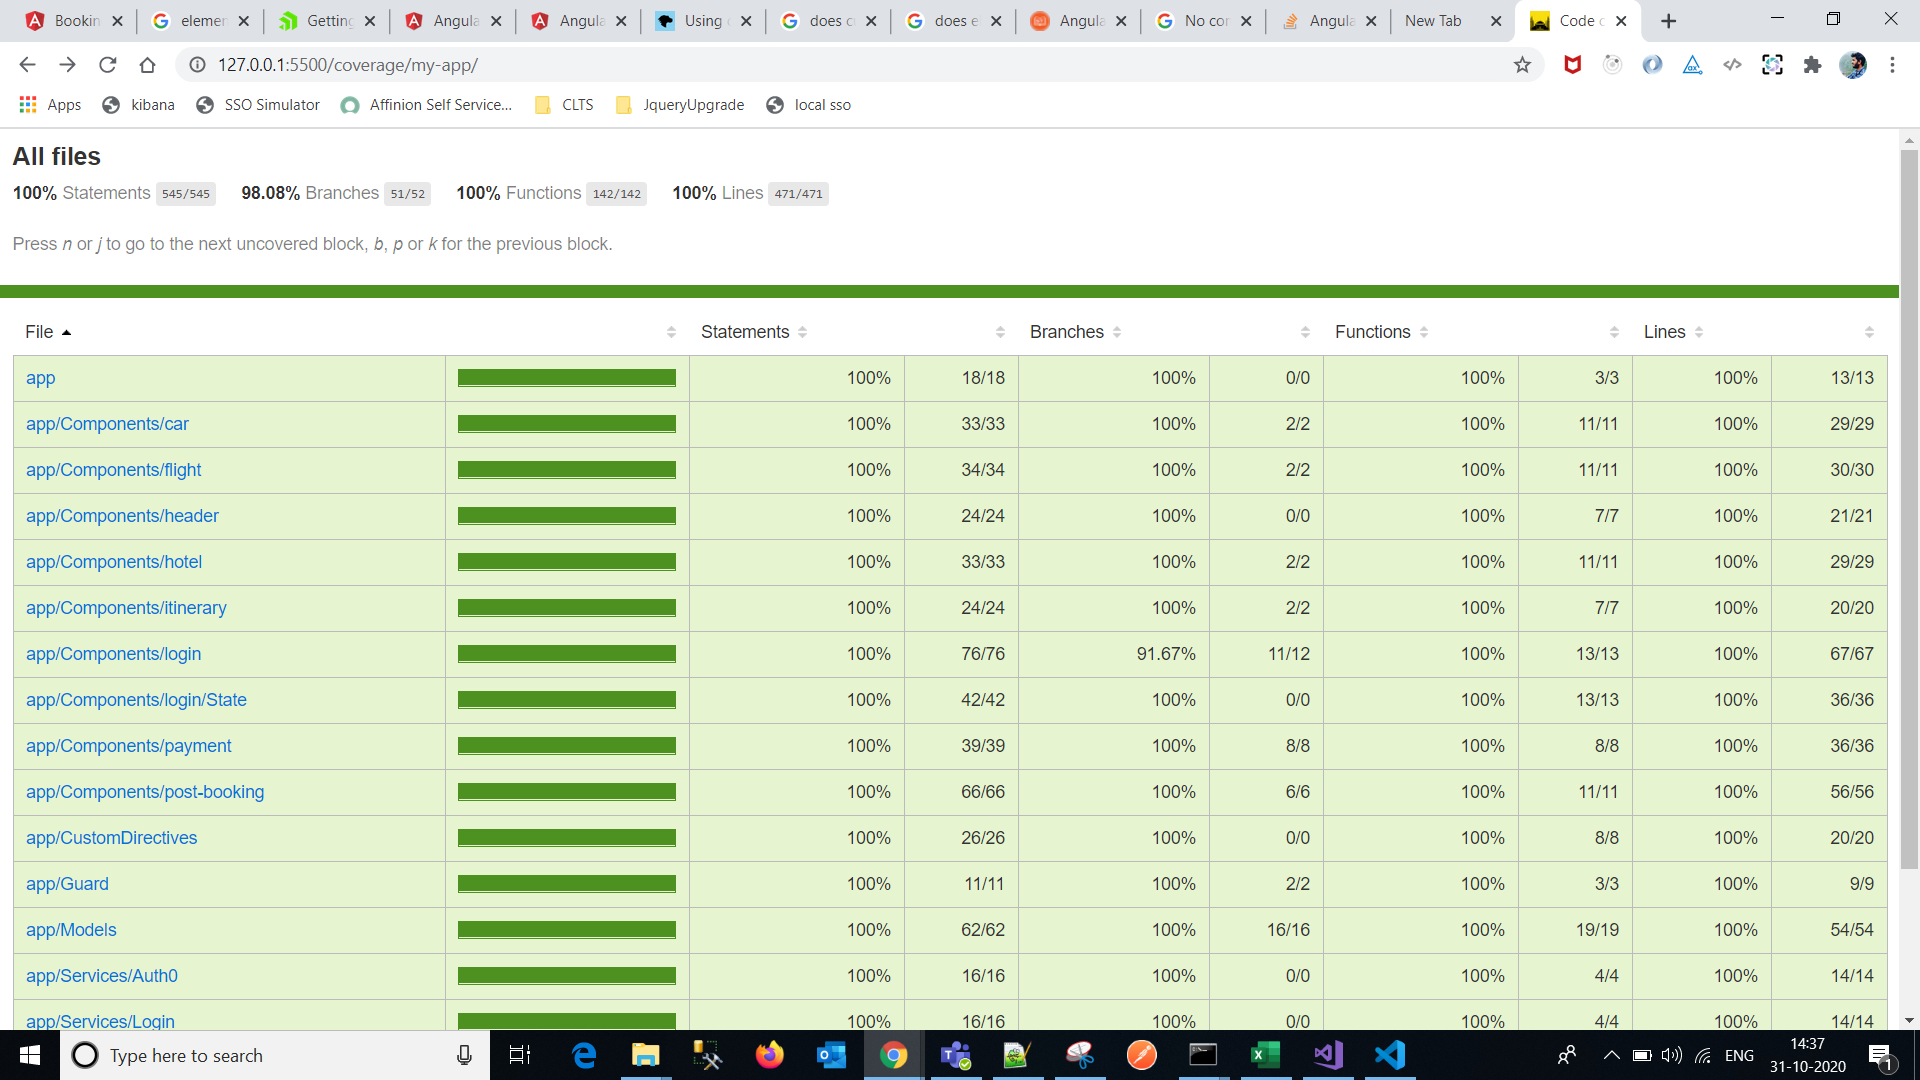 Bookin
elemen
Getting
Angula
Angula
Using
does c
does e
Angula
No cor
Angula
New Tab
Code c
127.0.0.1:5500/coverage/my-app/
Apps kibana SSO Simulator Affinion Self Service... CLTS JqueryUpgrade local sso
All files
100% Statements 545/545 98.08% Branches 51/52 100% Functions 142/142 100% Lines 471/471
Press n or j to go to the next uncovered block, b, p or k for the previous block.
File Statements Branches Functions Lines
app 100% 18/18 100% 0/0 100% 3/3 100% 13/13
app/Components/car 100% 33/33 100% 2/2 100% 11/11 100% 29/29
app/Components/flight 100% 34/34 100% 2/2 100% 11/11 100% 30/30
app/Components/header 100% 24/24 100% 0/0 100% 7/7 100% 21/21
app/Components/hotel 100% 33/33 100% 2/2 100% 11/11 100% 29/29
app/Components/itinerary 100% 24/24 100% 2/2 100% 7/7 100% 20/20
app/Components/login 100% 76/76 91.67% 11/12 100% 13/13 100% 67/67
app/Components/login/State 100% 42/42 100% 0/0 100% 13/13 100% 36/36
app/Components/payment 100% 39/39 100% 8/8 100% 8/8 100% 36/36
app/Components/post-booking 100% 66/66 100% 6/6 100% 11/11 100% 56/56
app/CustomDirectives 100% 26/26 100% 0/0 100% 8/8 100% 20/20
app/Guard 100% 11/11 100% 2/2 100% 3/3 100% 9/9
app/Models 100% 62/62 100% 16/16 100% 19/19 100% 54/54
app/Services/Auth0 100% 16/16 100% 0/0 100% 4/4 100% 14/14
app/Services/Login 100% 16/16 100% 0/0 100% 4/4 100% 14/14
Type here to search
ENG
14:37
31-10-2020
1